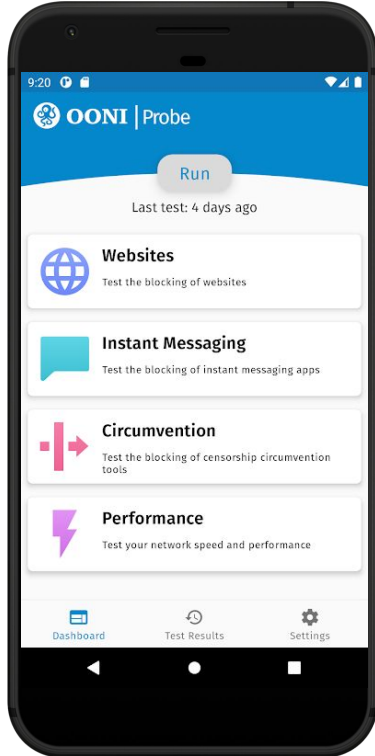 9:20
OONI | Probe
Run
Last test: 4 days ago
Websites
Test the blocking of websites
Instant Messaging
Test the blocking of instant messaging apps
Circumvention
Test the blocking of censorship circumvention
tools
Performance
Test your network speed and performance
Dashboard
Test Results
Settings